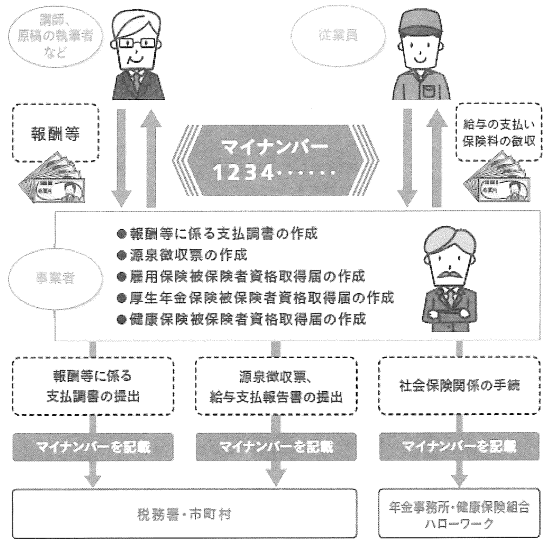 講師、
原稿の執筆者
など
従業員
報酬等
マイナンバー
1234・・・・・・
給与の支払い
保険料の徴収
事業者
●報酬等に係る支払調書の作成
●源泉徴収票の作成
●雇用保険被保険者資格取得届の作成
●厚生年金保険被保険者資格取得届の作成
●健康保険被保険者資格取得届の作成
報酬等に係る
支払調書の提出
源泉徴収票、
給与支払報告書の提出
社会保険関係の手続
マイナンバーを記載
マイナンバーを記載
マイナンバーを記載
税務署・市町村
年金事務所・健康保険組合
ハローワーク